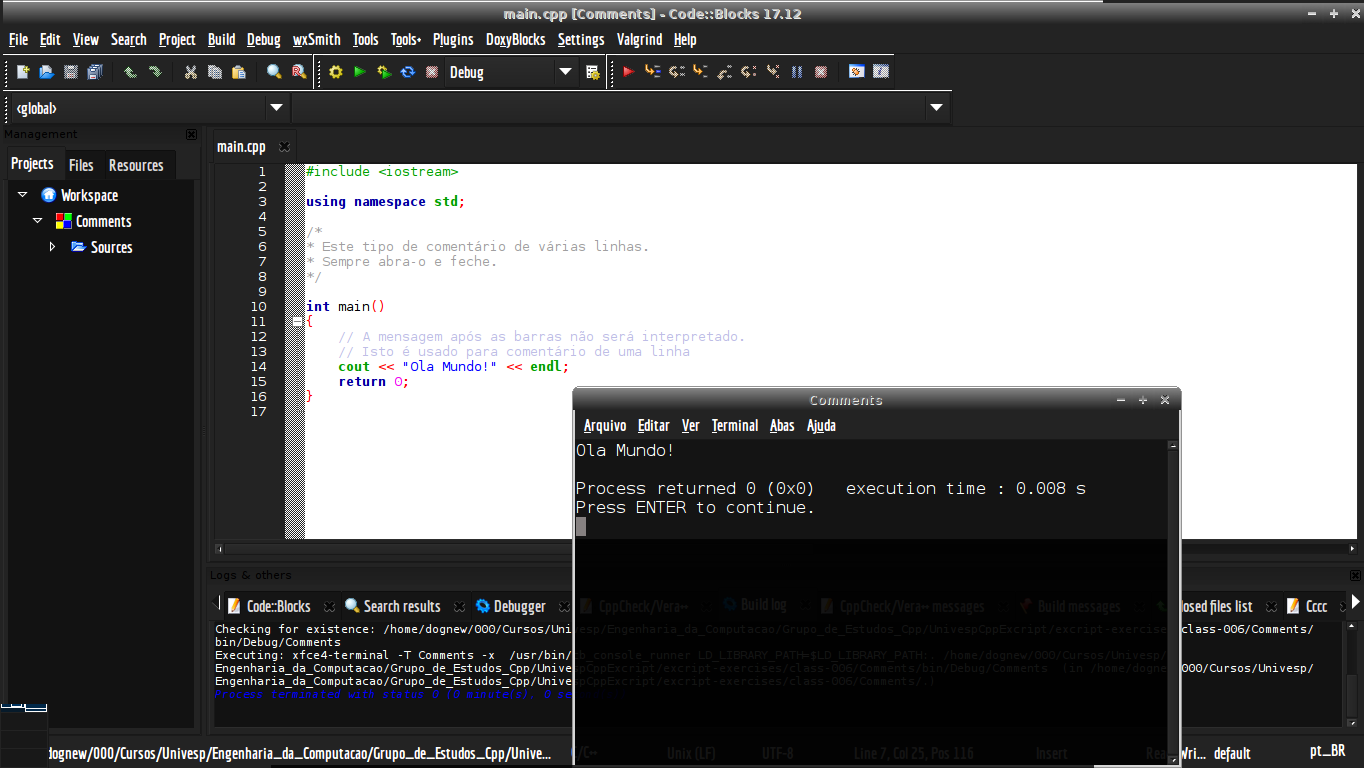 main.cpp [Comments] - Code::Blocks 17.12
File Edit View Search Project Build Debug wxSmith Tools Tools+ Plugins DoxyBlocks Settings Valgrind Help
Debug
<global>
Management
Projects Files Resources
Workspace
Comments
Sources
main.cpp
1 #include <iostream>
2
3 using namespace std;
4
5 /*
6 * Este tipo de comentário de várias linhas.
7 * Sempre abra-o e feche.
8 */
9
10 int main()
11 {
12 // A mensagem após as barras não será interpretado.
13 // Isto é usado para comentário de uma linha
14 cout << "Ola Mundo!" << endl;
15 return 0;
16 }
17
Comments
Arquivo Editar Ver Terminal Abas Ajuda
Ola Mundo!
Process returned 0 (0x0) execution time : 0.008 s
Press ENTER to continue.
Logs & others
Code::Blocks Search results Debugger CppCheck/Vera++ Build log CppCheck/Vera++ messages Build messages losed files list Cccc
Checking for existence: /home/dognew/000/Cursos/Univesp/Engenharia_da_Computacao/Grupo_de_Estudos_Cpp/UnivespCppExcript/excript-exercises/class-006/Comments/
bin/Debug/Comments
Executing: xfce4-terminal -T Comments -x /usr/bin/cb_console_runner LD_LIBRARY_PATH=$LD_LIBRARY_PATH: /home/dognew/000/Cursos/Univesp/
Engenharia_da_Computacao/Grupo_de_Estudos_Cpp/UnivespCppExcript/excript-exercises/class-006/Comments/bin/Debug/Comments (in /home/dognew/000/Cursos/Univesp/
Engenharia_da_Computacao/Grupo_de_Estudos_Cpp/UnivespCppExcript/excript-exercises/class-006/Comments/.)
Process terminated with status 0 (0 minute(s), 0 se
dognew/000/Cursos/Univesp/Engenharia_da_Computacao/Grupo_de_Estudos_Cpp/Unive... C/C++ Unix (LF) UTF-8 Line 7, Col 25, Pos 116 Insert Rea Wri... default pt_BR